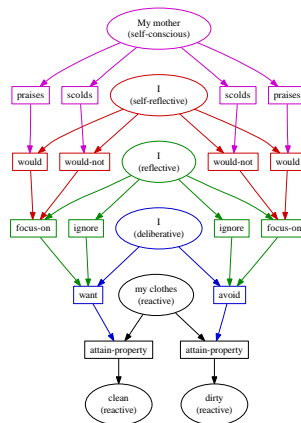 My mother
(self-conscious)
praises scolds scolds praises
I
(self-reflective)
would would-not would-not would
I
(reflective)
focus-on ignore ignore focus-on
I
(deliberative)
want my clothes avoid
(reactive)
attain-property attain-property
clean dirty
(reactive) (reactive)